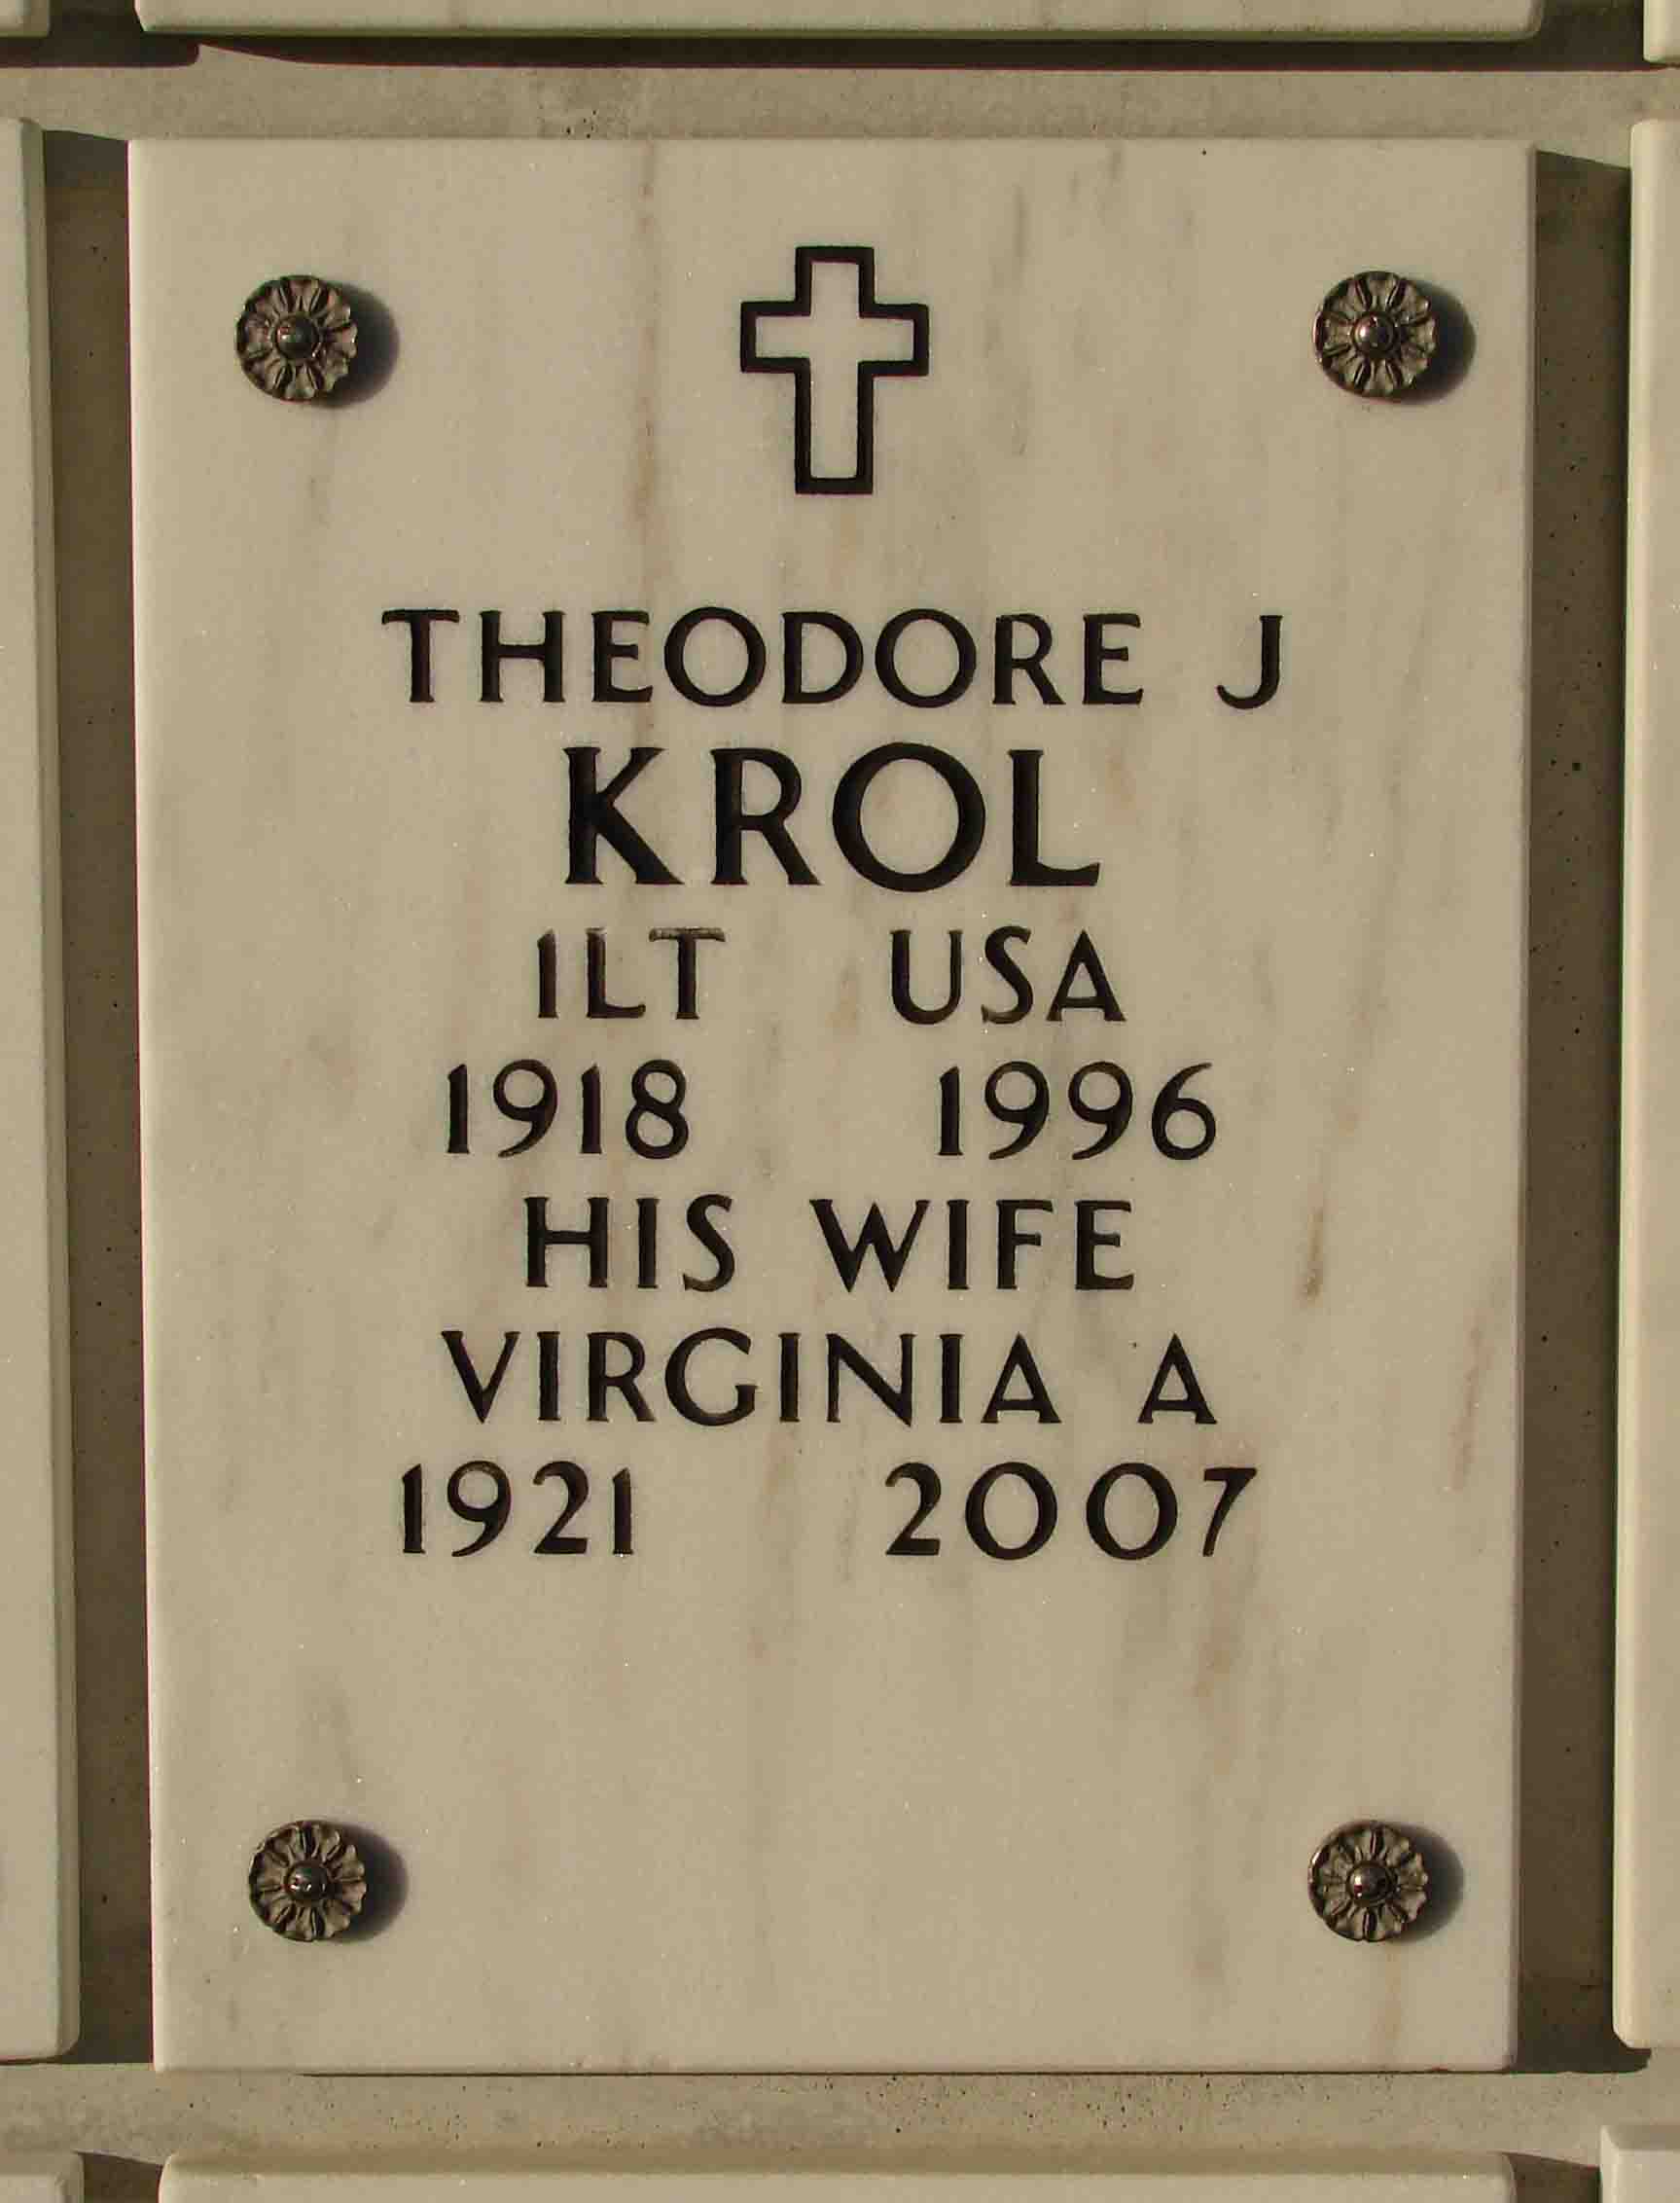 THEODORE J
KROL
1LT USA
1918 1996
HIS WIFE
VIRGINIA A
1921 2007